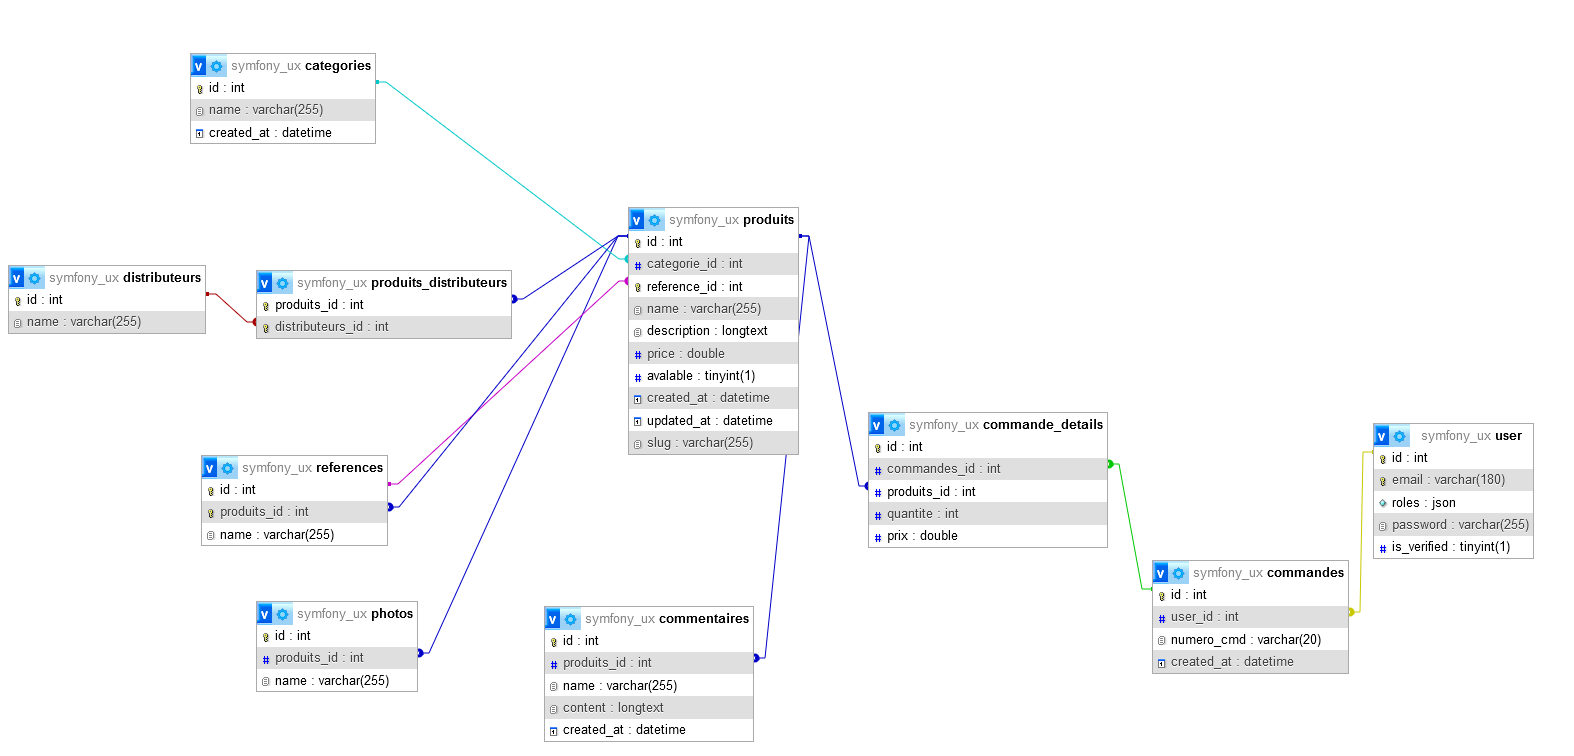 v symfony_ux categories
id : int
name : varchar(255)
created_at : datetime
v symfony_ux distributeurs
id : int
name : varchar(255)
v symfony_ux produits_distributeurs
produits_id : int
distributeurs_id : int
v symfony_ux produits
id : int
# categorie_id : int
reference_id : int
name : varchar(255)
description : longtext
# price : double
# avalable : tinyint(1)
created_at : datetime
updated_at : datetime
slug : varchar(255)
v symfony_ux references
id : int
produits_id : int
name : varchar(255)
v symfony_ux photos
id : int
# produits_id : int
name : varchar(255)
v symfony_ux commentaires
id : int
# produits_id : int
name : varchar(255)
content : longtext
created_at : datetime
v symfony_ux commande_details
id : int
# commandes_id : int
# produits_id : int
# quantite : int
# prix : double
v symfony_ux commandes
id : int
# user_id : int
numero_cmd : varchar(20)
created_at : datetime
v symfony_ux user
id : int
email : varchar(180)
roles : json
password : varchar(255)
# is_verified : tinyint(1)